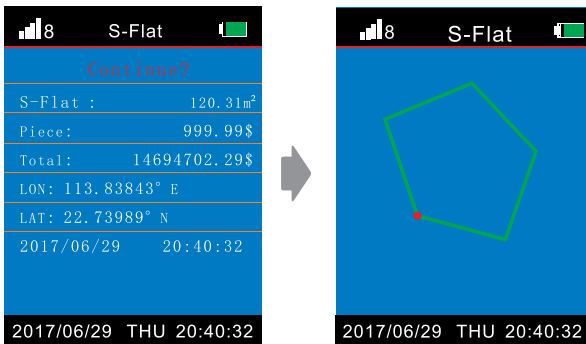 8 S-Flat
Continue?
S-Flat : 120.31m²
Piece: 999.99$
Total: 14694702.29$
LON: 113.83843° E
LAT: 22.73989° N
2017/06/29 20:40:32
2017/06/29 THU 20:40:32
8 S-Flat
2017/06/29 THU 20:40:32